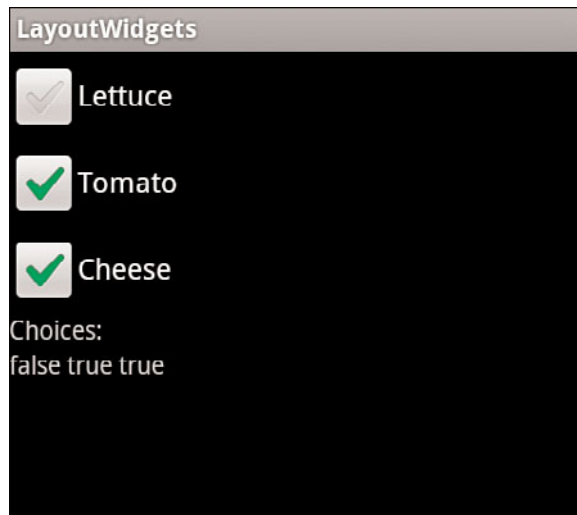 LayoutWidgets
Lettuce
Tomato
Cheese
Choices:
false true true